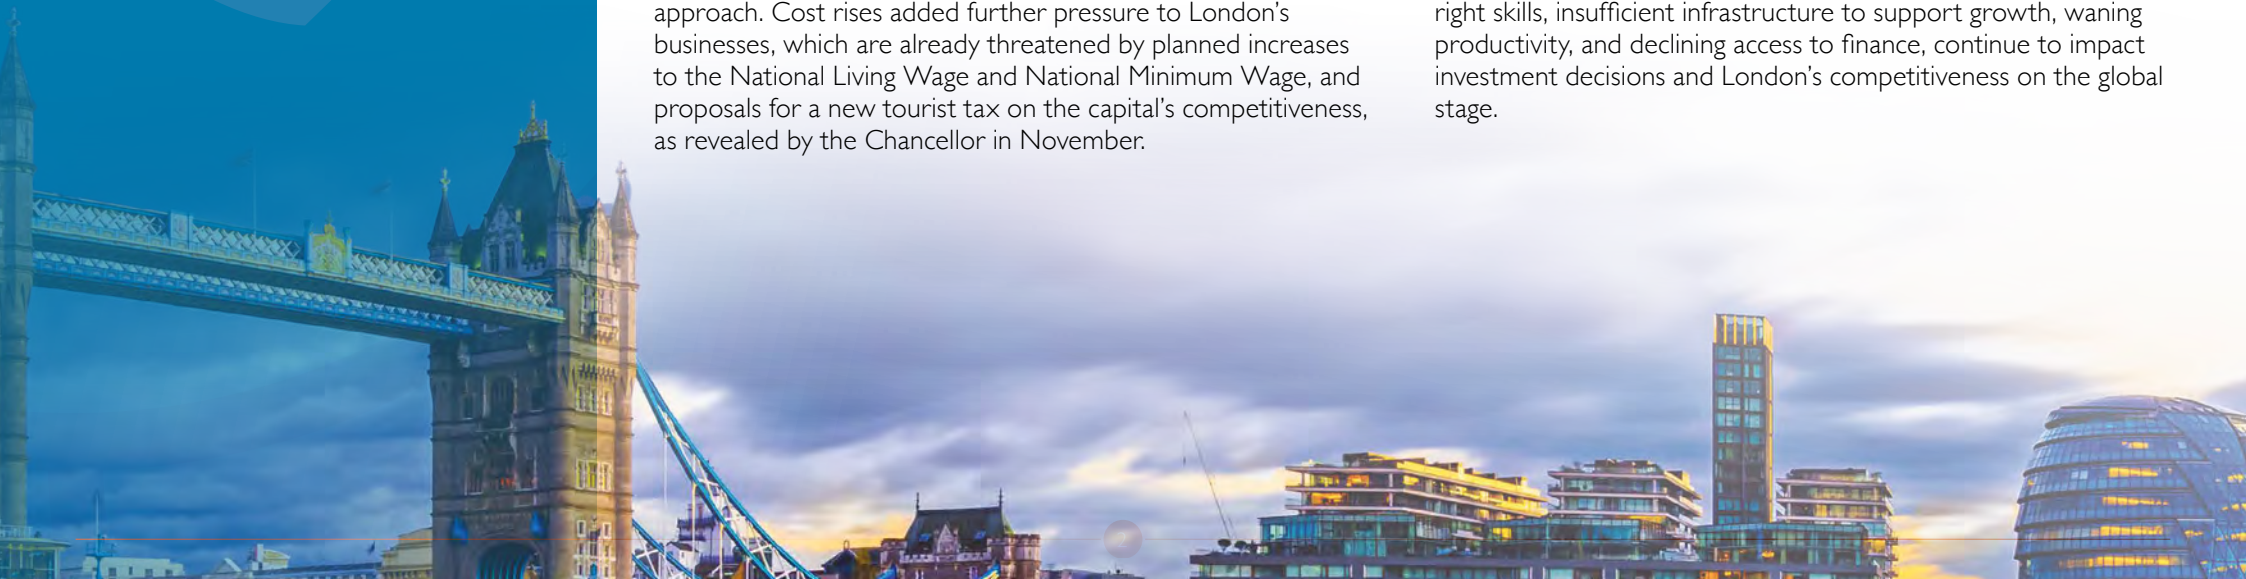 approach. Cost rises added further pressure to London’s
businesses, which are already threatened by planned increases
to the National Living Wage and National Minimum Wage, and
proposals for a new tourist tax on the capital’s competitiveness,
as revealed by the Chancellor in November.
right skills, insufficient infrastructure to support growth, waning
productivity, and declining access to finance, continue to impact
investment decisions and London’s competitiveness on the global
stage.